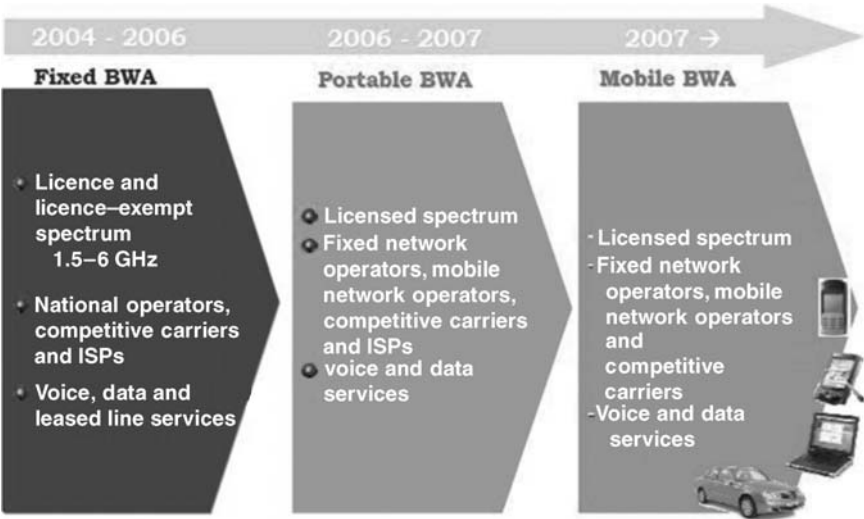 2004 - 2006
2006 - 2007
2007 →
Fixed BWA
Portable BWA
Mobile BWA
Licence and
licence–exempt
spectrum
1.5–6 GHz
National operators,
competitive carriers
and ISPs
Voice, data and
leased line services
Licensed spectrum
Fixed network
operators, mobile
network operators,
competitive carriers
and ISPs
voice and data
services
- Licensed spectrum
- Fixed network
operators, mobile
network operators
and
competitive
carriers
-Voice and data
services